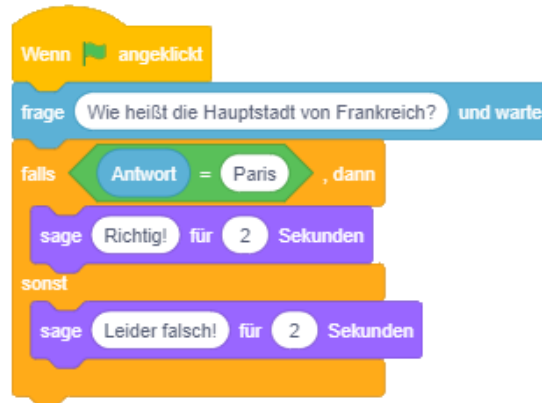 Wenn angeklickt
frage Wie heißt die Hauptstadt von Frankreich? und warte
falls Antwort = Paris , dann
sage Richtig! für 2 Sekunden
sonst
sage Leider falsch! für 2 Sekunden